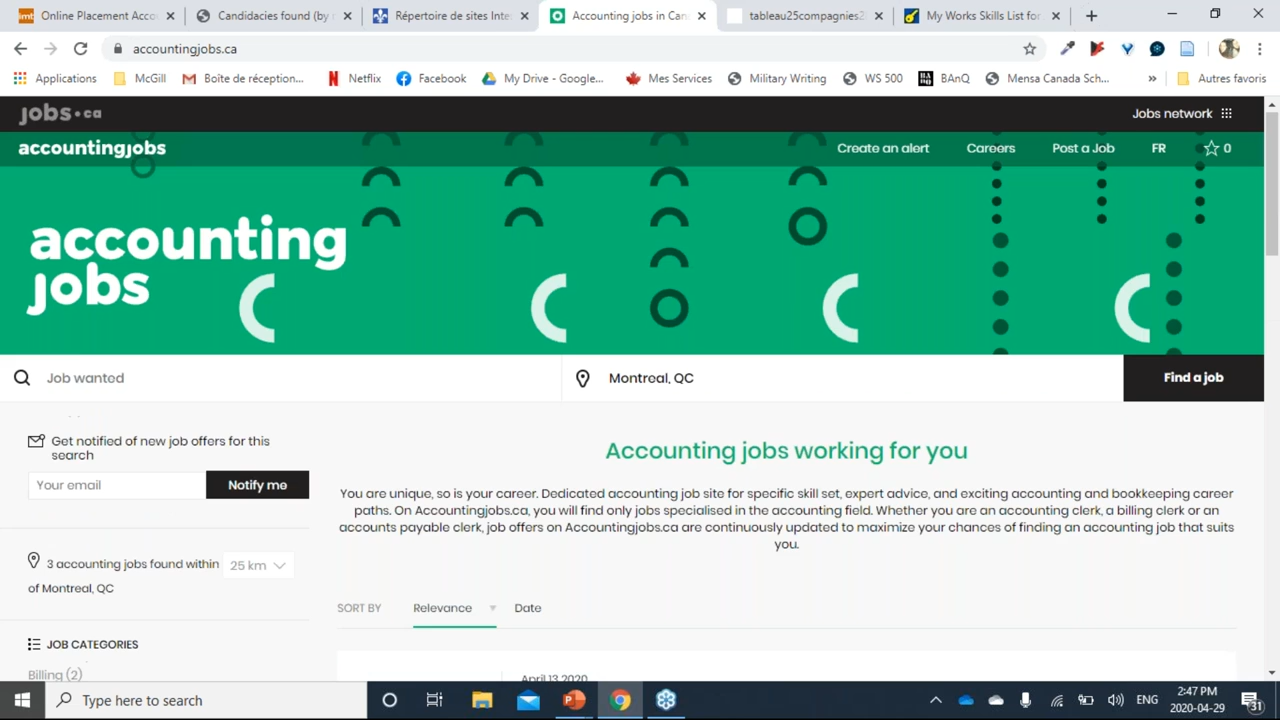 Online Placement Acco
Candidacies found (by r
Répertoire de sites Inte
Accounting jobs in Can
tableau25compagnies2
My Works Skills List for
accountingjobs.ca
Applications
McGill
Boîte de réception...
Netflix
Facebook
My Drive - Google...
Mes Services
Military Writing
WS 500
BAnQ
Mensa Canada Sch...
»
Autres favoris
jobs.ca
Jobs network
accountingjobs
Create an alert
Careers
Post a Job
FR
0
accounting
jobs
Job wanted
Montreal, QC
Find a job
Get notified of new job offers for this
search
Your email
Notify me
3 accounting jobs found within
25 km
of Montreal, QC
JOB CATEGORIES
Billing (2)
Accounting jobs working for you
You are unique, so is your career. Dedicated accounting job site for specific skill set, expert advice, and exciting accounting and bookkeeping career
paths. On Accountingjobs.ca, you will find only jobs specialised in the accounting field. Whether you are an accounting clerk, a billing clerk or an
accounts payable clerk, job offers on AccountingJobs.ca are continuously updated to maximize your chances of finding an accounting job that suits
you.
SORT BY
Relevance
Date
April 13 2020
Type here to search
ENG
2:47 PM
2020-04-29
31